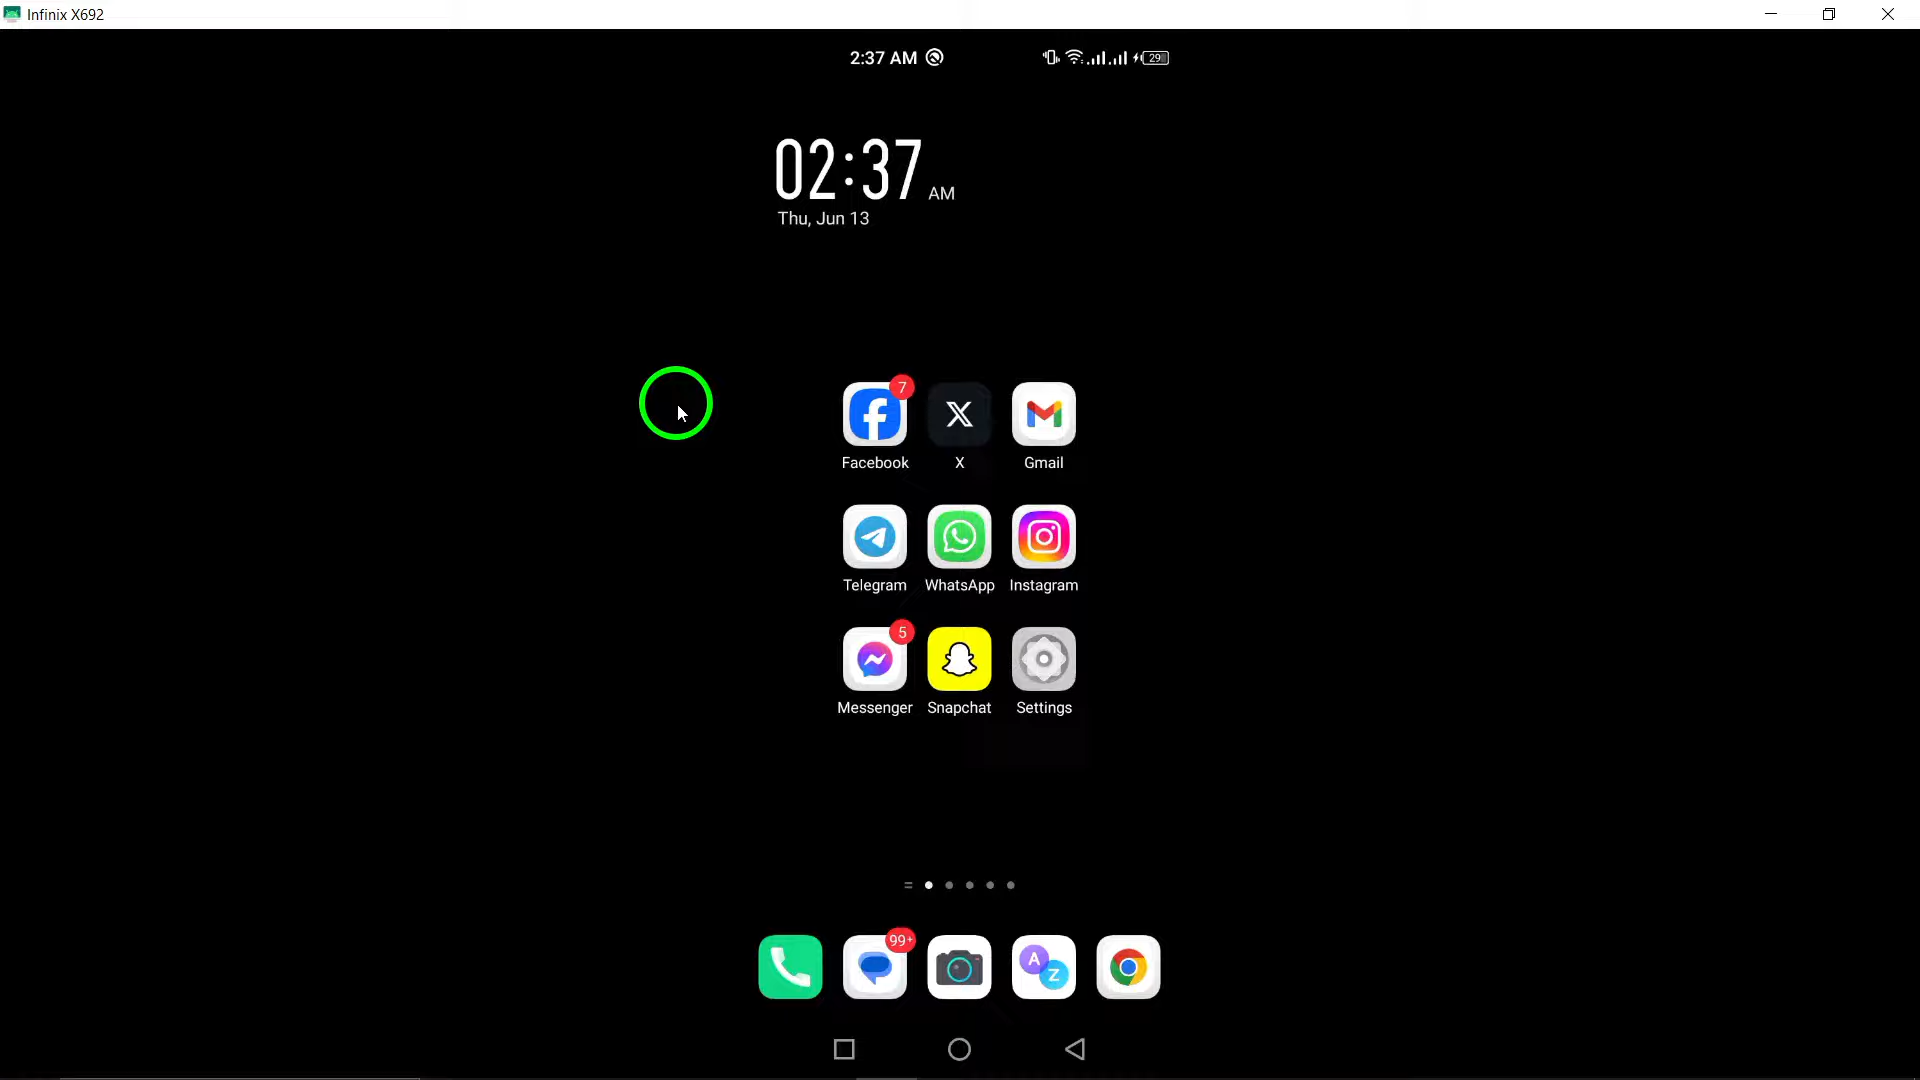 Infinix X692
2:37 AM
29
02:37 AM
Thu, Jun 13
7
Facebook X Gmail
Telegram WhatsApp Instagram
5
Messenger Snapchat Settings
99+
A
Z